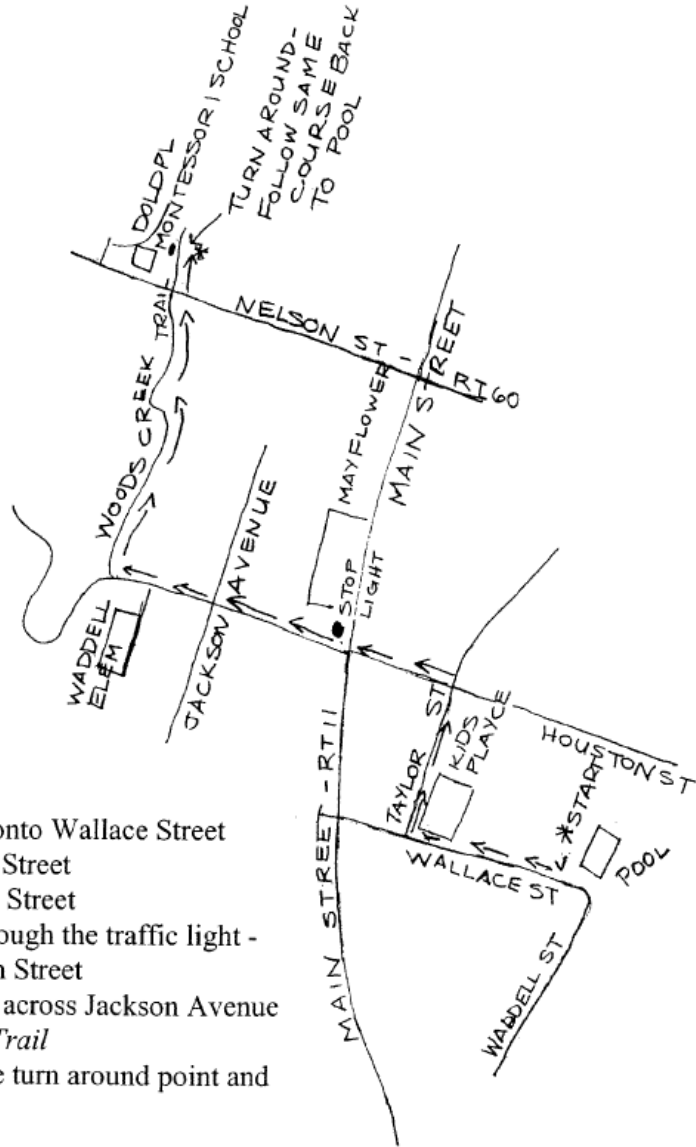 DOLD PL
MONTESSORI SCHOOL
TURN AROUND-
FOLLOW SAME
COURSE BACK
TO POOL
WOODS CREEK TRAIL
NELSON ST -
RT 60
MAIN STREET
MAYFLOWER
STOP
LIGHT
JACKSON AVENUE
WADDELL
ELEM
TAYLOR ST
KIDS
PLAYCE
HOUSTON ST
*START
POOL
WALLACE ST
WADDELL ST
MAIN STREET - RT 11
onto Wallace Street
Street
Street
ough the traffic light -
n Street
across Jackson Avenue
Trail
e turn around point and